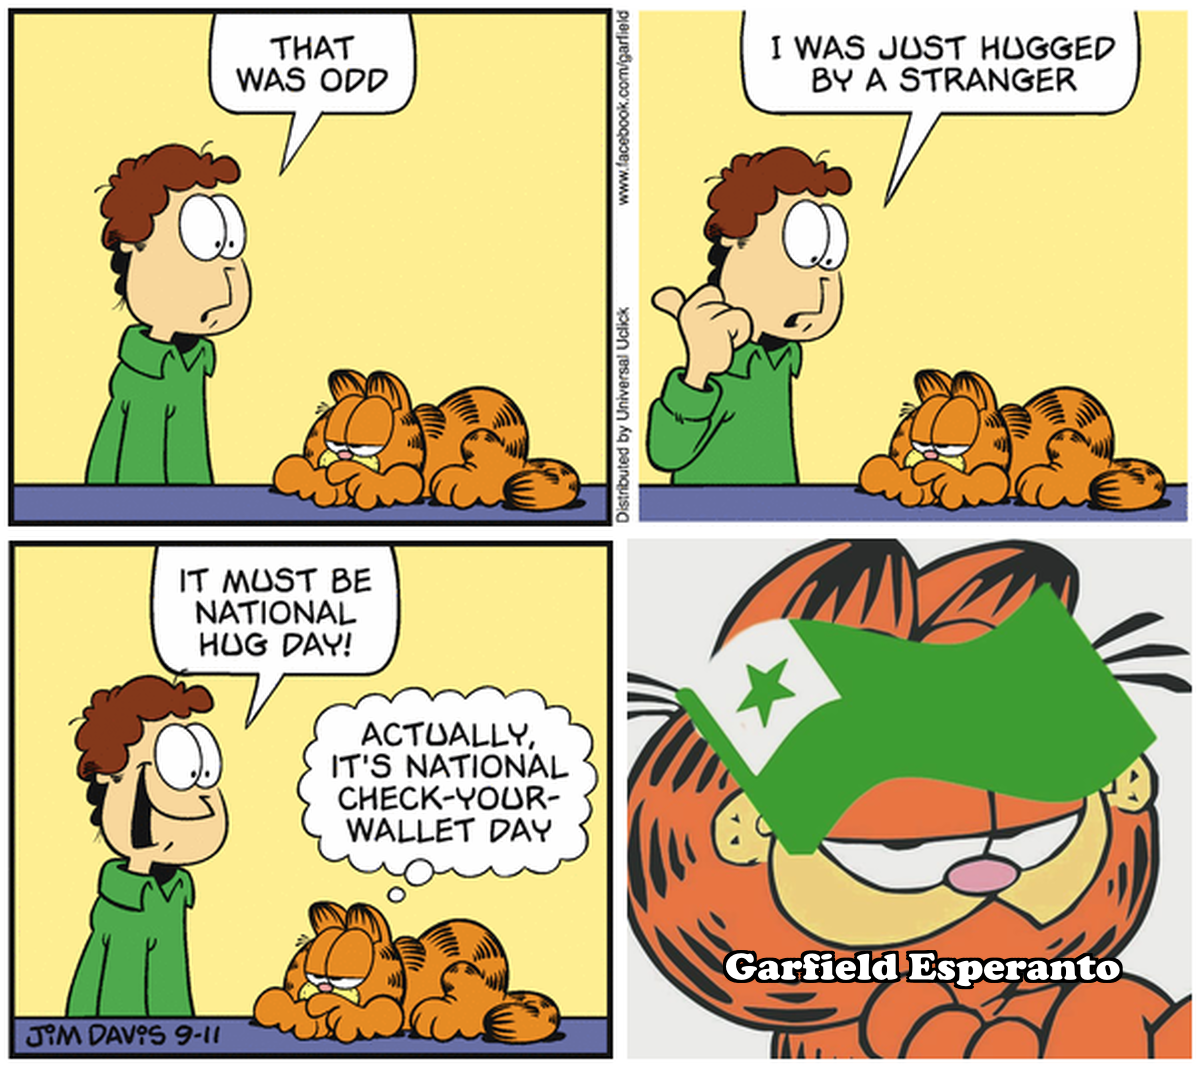 THAT
WAS ODD
www.facebook.com/garfield
Distributed by Universal Uclick
I WAS JUST HUGGED
BY A STRANGER
IT MUST BE
NATIONAL
HUG DAY!
ACTUALLY,
IT'S NATIONAL
CHECK-YOUR-
WALLET DAY
JIM DAVIS 9-11
Garfield Esperanto